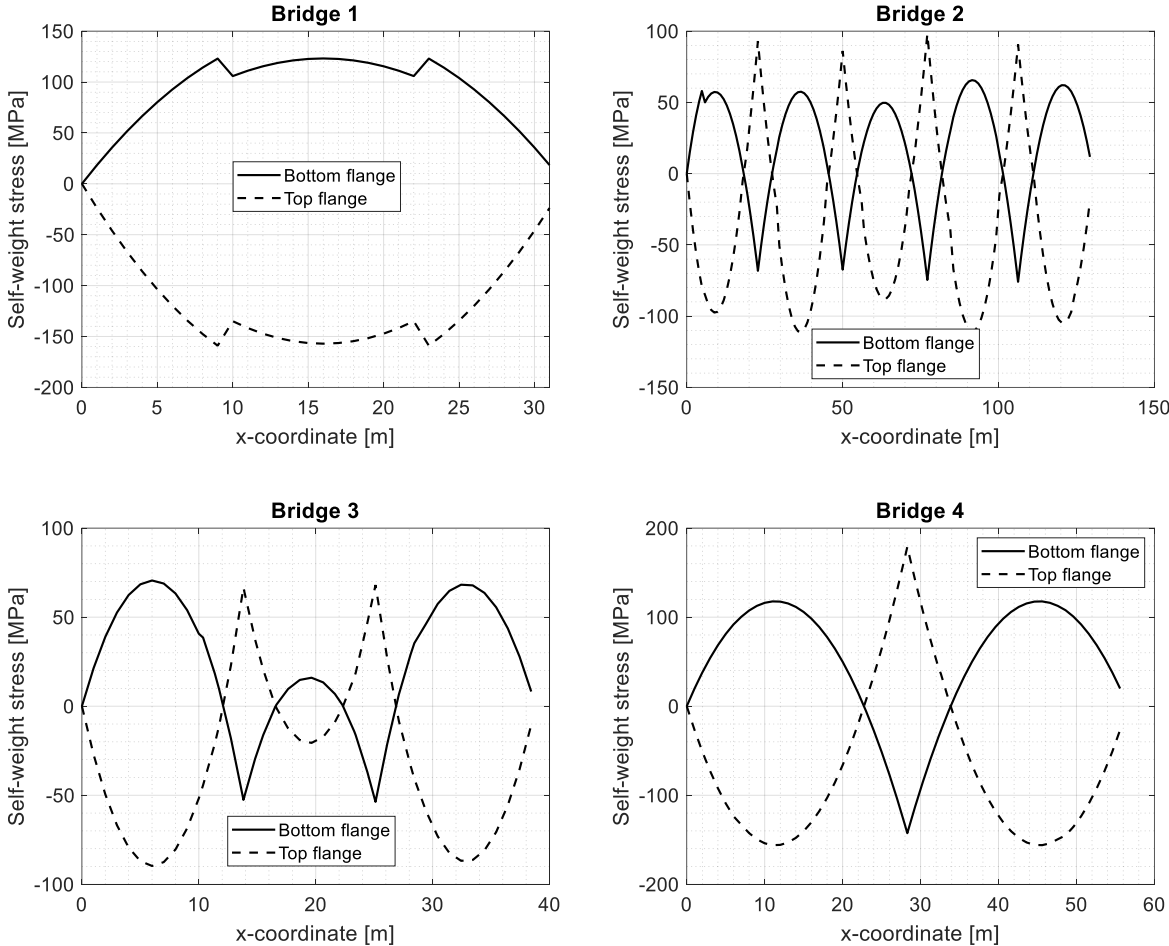 Bridge 1
150
100
50
0
-50
-100
-150
-200
Self-weight stress [MPa]
Bottom flange
Top flange
0 5 10 15 20 25 30
x-coordinate [m]
Bridge 2
100
50
0
-50
-100
-150
Self-weight stress [MPa]
Bottom flange
Top flange
0 50 100 150
x-coordinate [m]
Bridge 3
100
50
0
-50
-100
Self-weight stress [MPa]
Bottom flange
Top flange
0 10 20 30 40
x-coordinate [m]
Bridge 4
200
100
0
-100
-200
Self-weight stress [MPa]
Bottom flange
Top flange
0 10 20 30 40 50 60
x-coordinate [m]